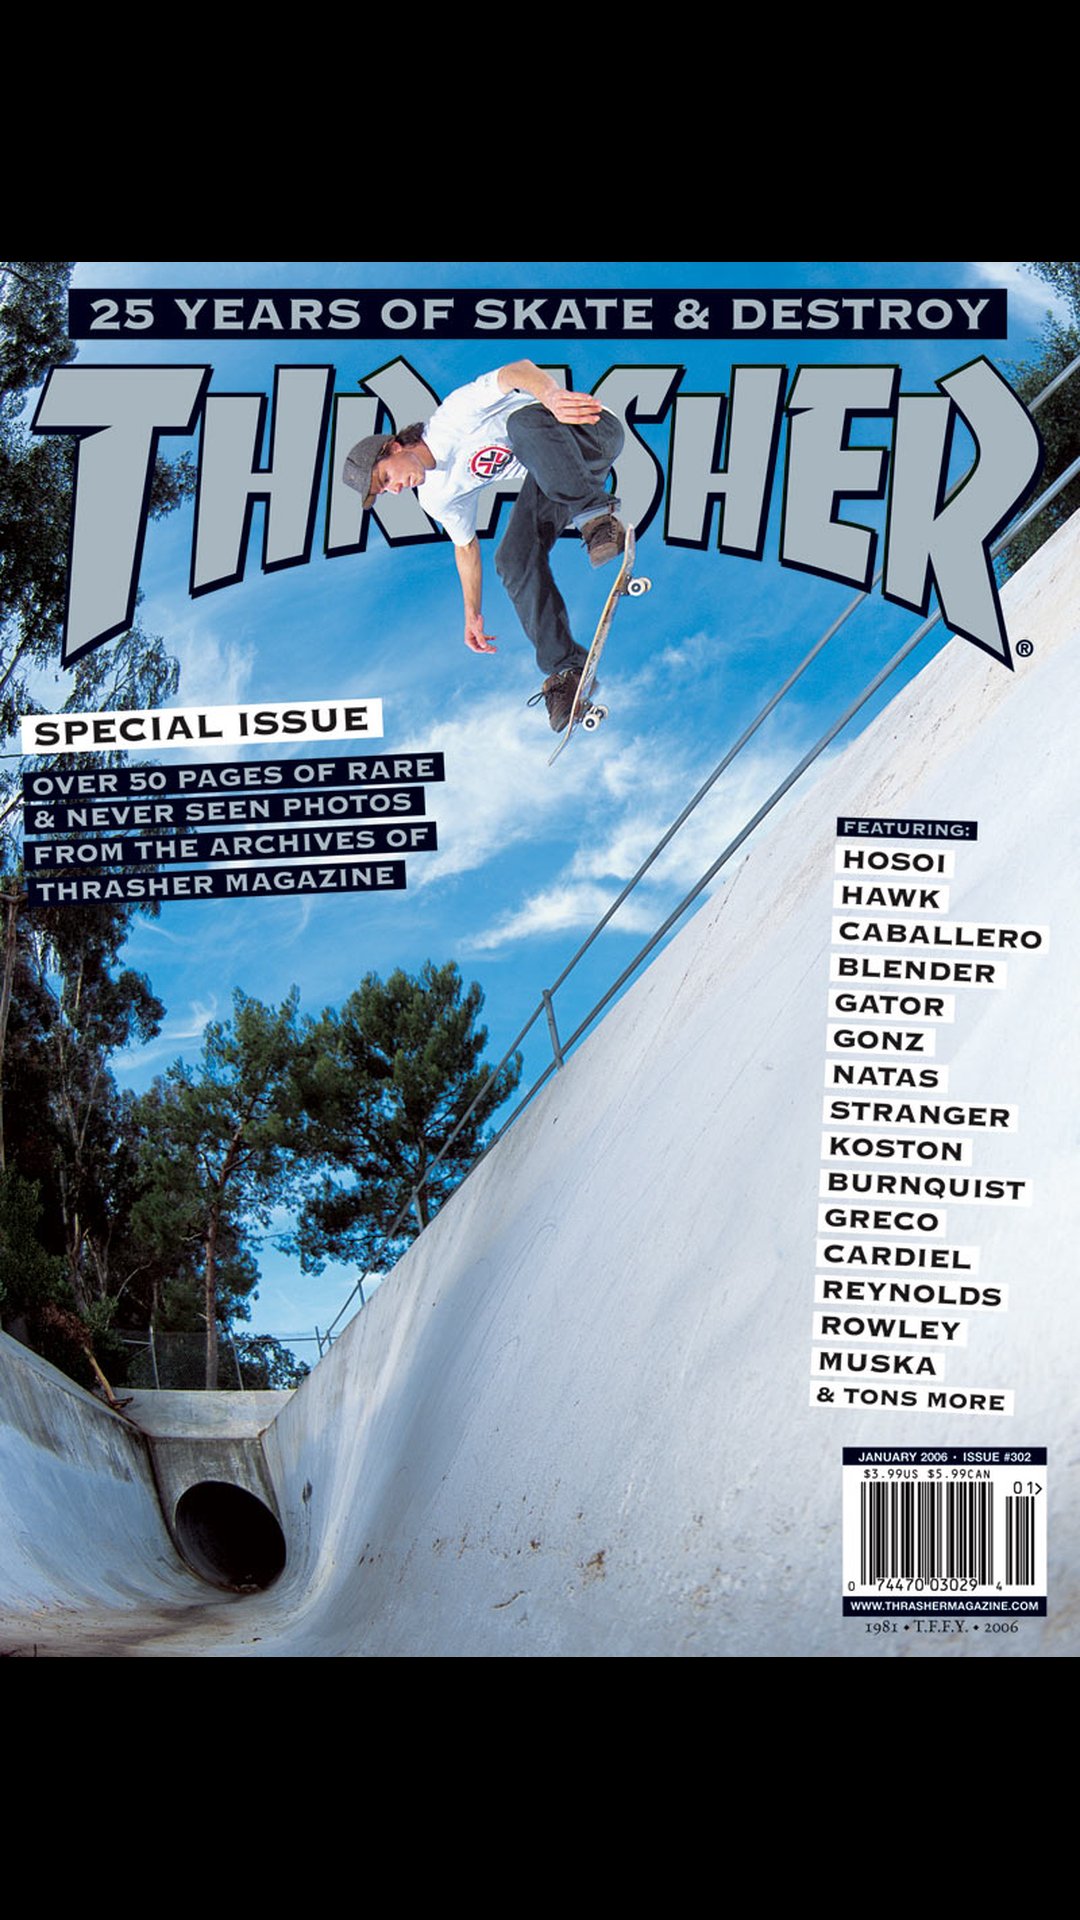 25 YEARS OF SKATE & DESTROY
THRASHER
®
SPECIAL ISSUE
OVER 50 PAGES OF RARE
& NEVER SEEN PHOTOS
FROM THE ARCHIVES OF
THRASHER MAGAZINE
FEATURING:
HOSOI
HAWK
CABALLERO
BLENDER
GATOR
GONZ
NATAS
STRANGER
KOSTON
BURNQUIST
GRECO
CARDIEL
REYNOLDS
ROWLEY
MUSKA
& TONS MORE
JANUARY 2006 • ISSUE #302
$3.99US $5.99CAN
01>
0 74470 03029 4
WWW.THRASHERMAGAZINE.COM
1981 • T.F.F.Y. • 2006